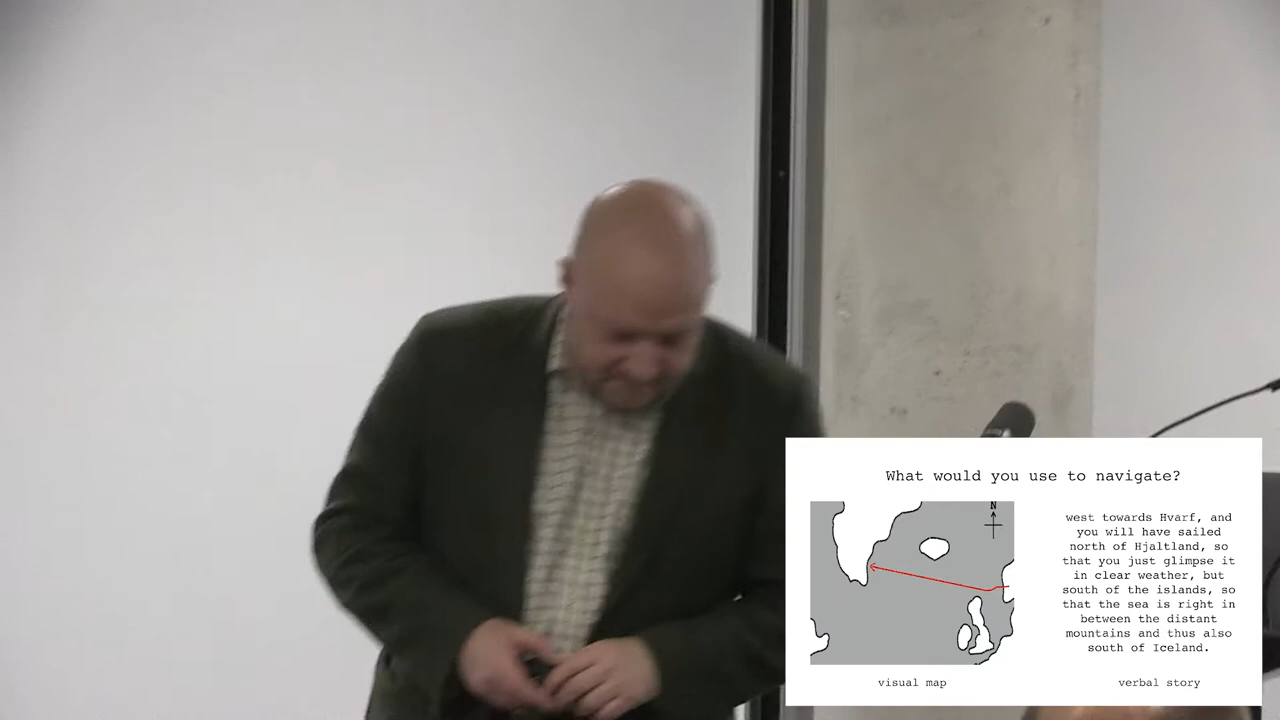 What would you use to navigate?
N
west towards Hvarf, and
you will have sailed
north of Hjaltland, so
that you just glimpse it
in clear weather, but
south of the islands, so
that the sea is right in
between the distant
mountains and thus also
south of Iceland.
visual map
verbal story